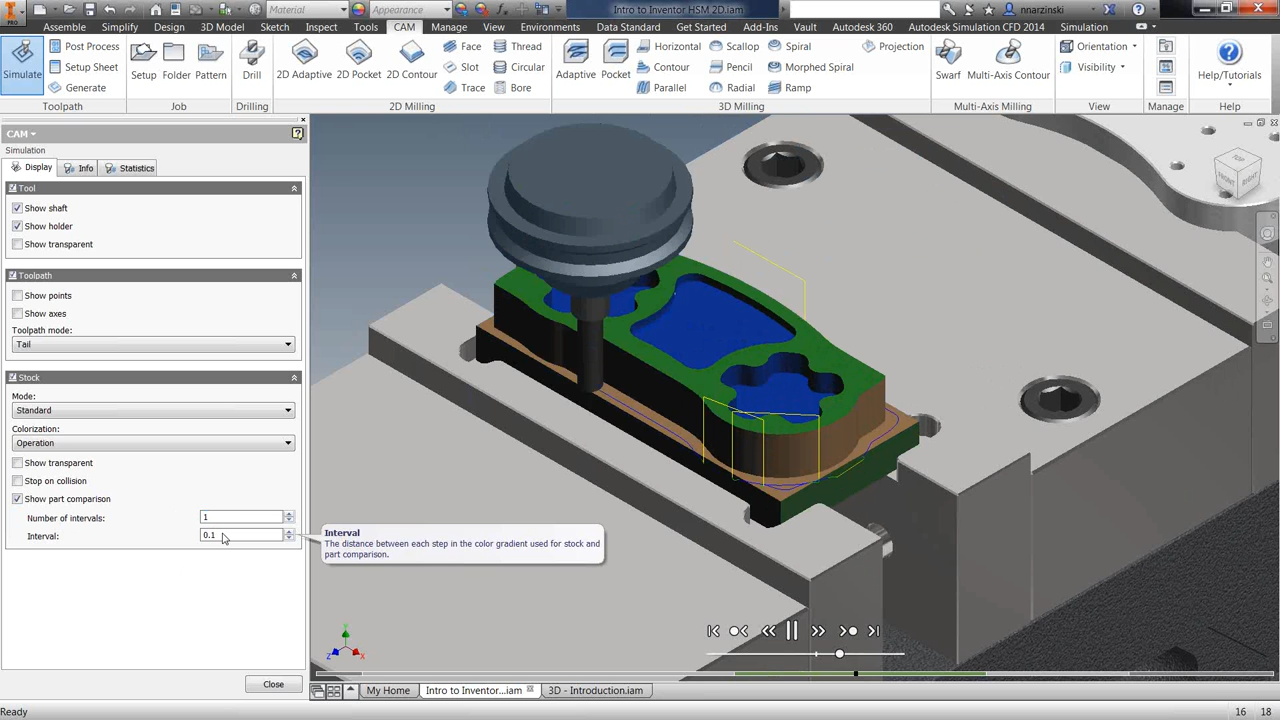 Material
Appearance
Intro to Inventor HSM 2D.iam
nnarzinski
PRO
Assemble Simplify Design 3D Model Sketch Inspect Tools CAM Manage Environments Data Standard Get Started Add-Ins Vault Autodesk 360 Autodesk Simulation CFD 2014 Simulation
Simulate
Post Process
Setup Sheet
Generate
Toolpath
Setup
Folder
Pattern
Job
Drill
Drilling
2D Adaptive
2D Pocket
2D Contour
Face
Slot
Trace
Thread
Circular
Bore
2D Milling
Adaptive
Pocket
Horizontal
Contour
Parallel
Scallop
Pencil
Radial
Spiral
Morphed Spiral
Ramp
Projection
3D Milling
Swarf
Multi-Axis Contour
Multi-Axis Milling
Orientation
Visibility
View
Manage
Help/Tutorials
Help
CAM
Simulation
Display
Info
Statistics
Tool
Show shaft
Show holder
Show transparent
Toolpath
Show points
Show axes
Toolpath mode:
Tail
Stock
Mode:
Standard
Colorization:
Operation
Show transparent
Stop on collision
Show part comparison
Number of intervals: 1
Interval: 0.1
Close
Interval
The distance between each step in the color gradient used for stock and
part comparison.
TOP
FRONT
RIGHT
Y
Z
X
My Home
Intro to Inventor...iam
3D - Introduction.iam
Ready
16 18